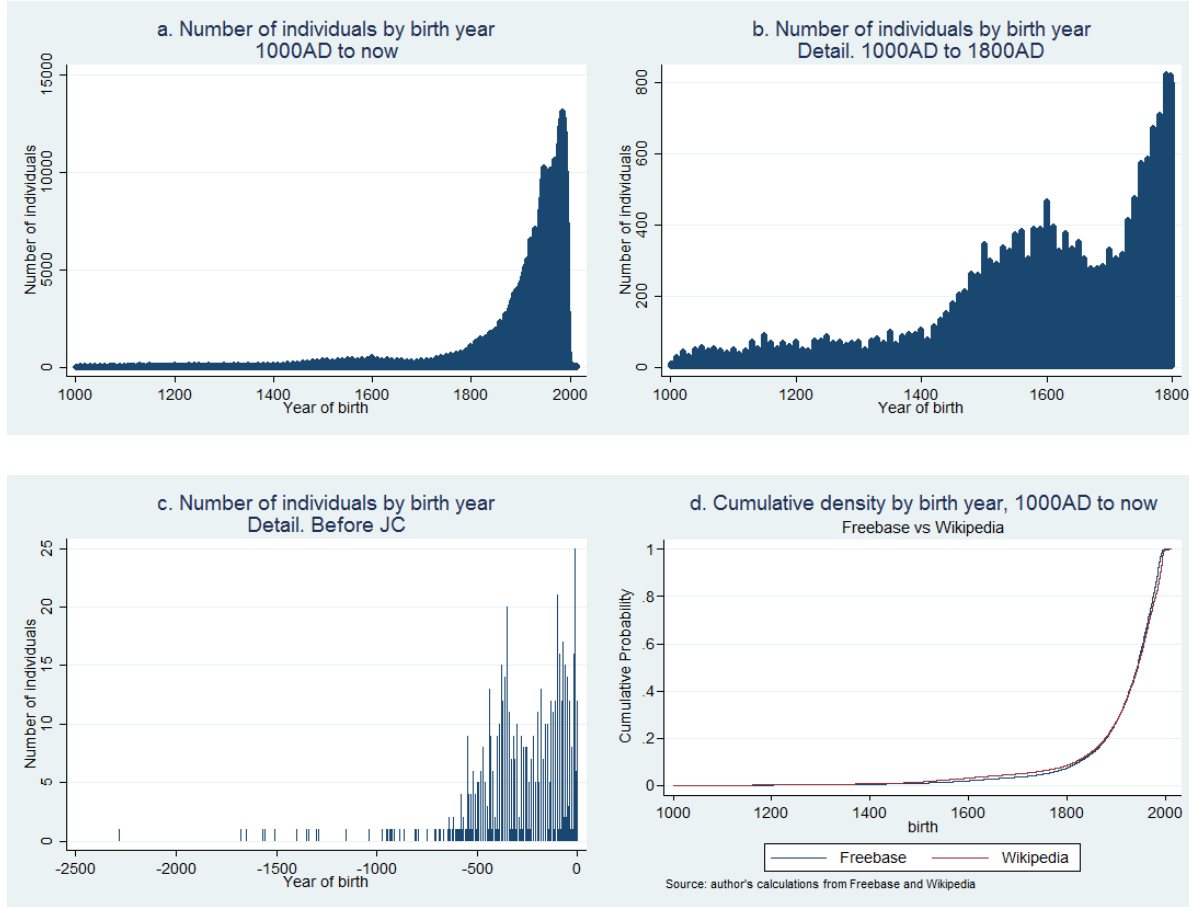 a. Number of individuals by birth year
1000AD to now
Number of individuals
15000
10000
5000
0
1000 1200 1400 1600 1800 2000
Year of birth
b. Number of individuals by birth year
Detail. 1000AD to 1800AD
Number of individuals
800
600
400
200
0
1000 1200 1400 1600 1800
Year of birth
c. Number of individuals by birth year
Detail. Before JC
Number of individuals
25
20
15
10
5
0
-2500 -2000 -1500 -1000 -500 0
Year of birth
d. Cumulative density by birth year, 1000AD to now
Freebase vs Wikipedia
Cumulative Probability
1
.8
.6
.4
.2
0
1000 1200 1400 1600 1800 2000
birth
Freebase Wikipedia
Source: author's calculations from Freebase and Wikipedia